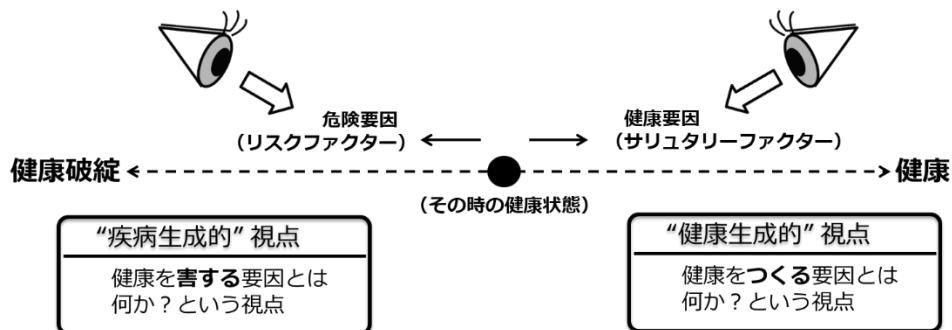 危険要因
（リスクファクター）
健康要因
（サリュタリーファクター）
健康破綻
健康
（その時の健康状態）
“疾病生成的” 視点
健康を害する要因とは
何か？という視点
“健康生成的” 視点
健康をつくる要因とは
何か？という視点